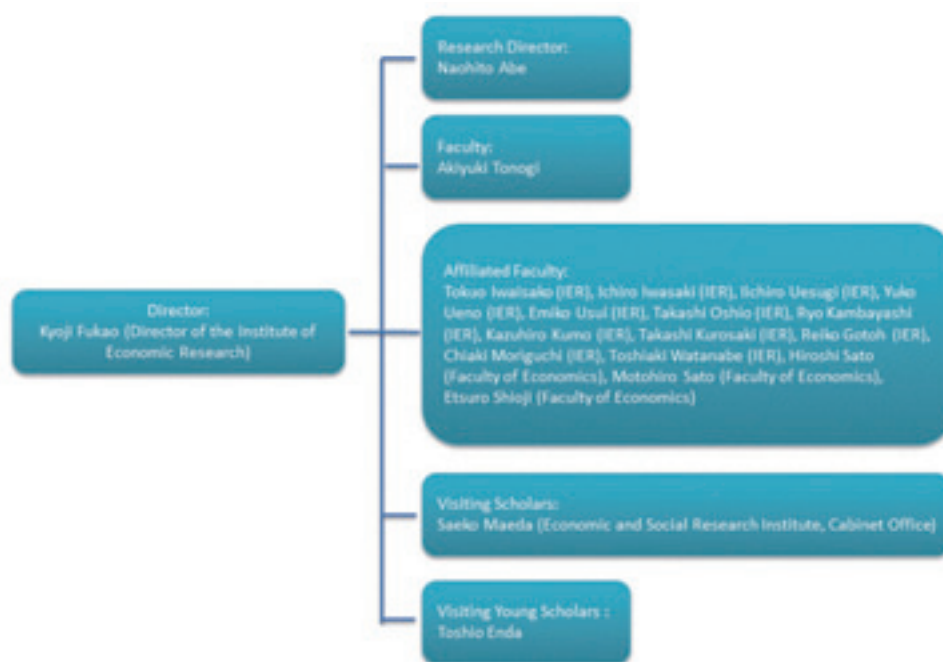 Research Director:
Naohito Abe
Faculty:
Akiyuki Tonogi
Director:
Kyoji Fukao (Director of the Institute of
Economic Research)
Affiliated Faculty:
Tokuo Iwaisako (IER), Ichiro Iwasaki (IER), Iichiro Uesugi (IER), Yuko
Ueno (IER), Emiko Usui (IER), Takashi Oshio (IER), Ryo Kambayashi
(IER), Kazuhiro Kumo (IER), Takashi Kurosaki (IER), Reiko Gotoh (IER),
Chiaki Moriguchi (IER), Toshiaki Watanabe (IER), Hiroshi Sato
(Faculty of Economics), Motohiro Sato (Faculty of Economics),
Etsuro Shioji (Faculty of Economics)
Visiting Scholars:
Saeko Maeda (Economic and Social Research Institute, Cabinet Office)
Visiting Young Scholars :
Toshio Enda